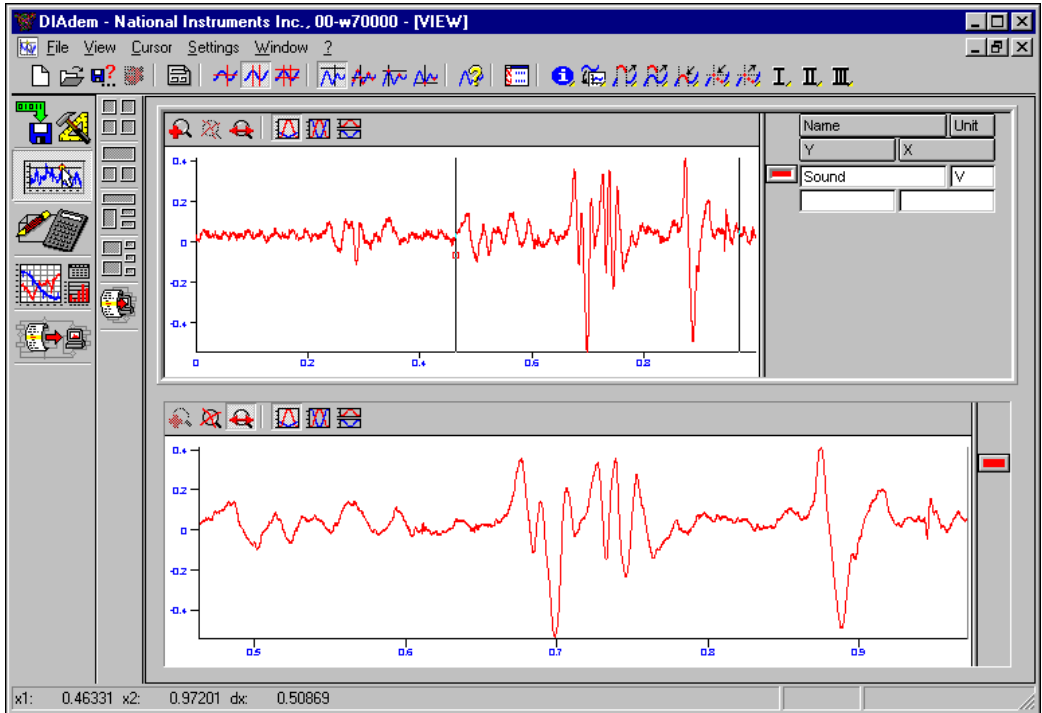 DIAdem - National Instruments Inc., 00-w70000 - [VIEW]
File View Cursor Settings Window ?
Name Unit
Y X
Sound V
0.4
0.2
0
-0.2
-0.4
0 0.2 0.4 0.6 0.8
0.4
0.2
0
-0.2
-0.4
0.5 0.6 0.7 0.8 0.9
x1: 0.46331 x2: 0.97201 dx: 0.50869